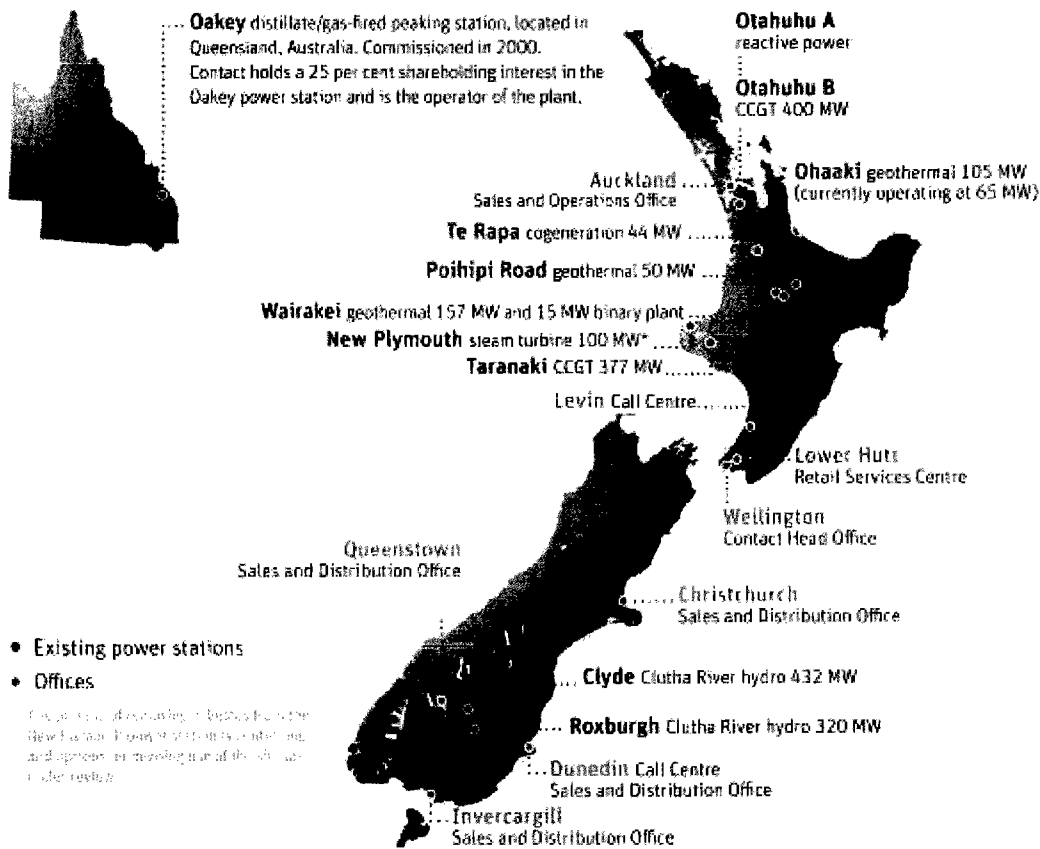 Oakey distillate/gas-fired peaking station, located in
Queensland, Australia. Commissioned in 2000.
Contact holds a 25 per cent shareholding interest in the
Oakey power station and is the operator of the plant.
Otahuhu A
reactive power
Otahuhu B
CCGT 400 MW
Ohaaki geothermal 105 MW
(currently operating at 65 MW)
Auckland
Sales and Operations Office
Te Rapa cogeneration 44 MW
Poihipi Road geothermal 50 MW
Wairakei geothermal 157 MW and 15 MW binary plant
New Plymouth steam turbine 100 MW*
Taranaki CCGT 377 MW
Levin Call Centre
Lower Hutt
Retail Services Centre
Wellington
Contact Head Office
Queenstown
Sales and Distribution Office
Christchurch
Sales and Distribution Office
• Existing power stations
• Offices
Clyde Clutha River hydro 432 MW
Roxburgh Clutha River hydro 320 MW
Dunedin Call Centre
Sales and Distribution Office
Invercargill
Sales and Distribution Office